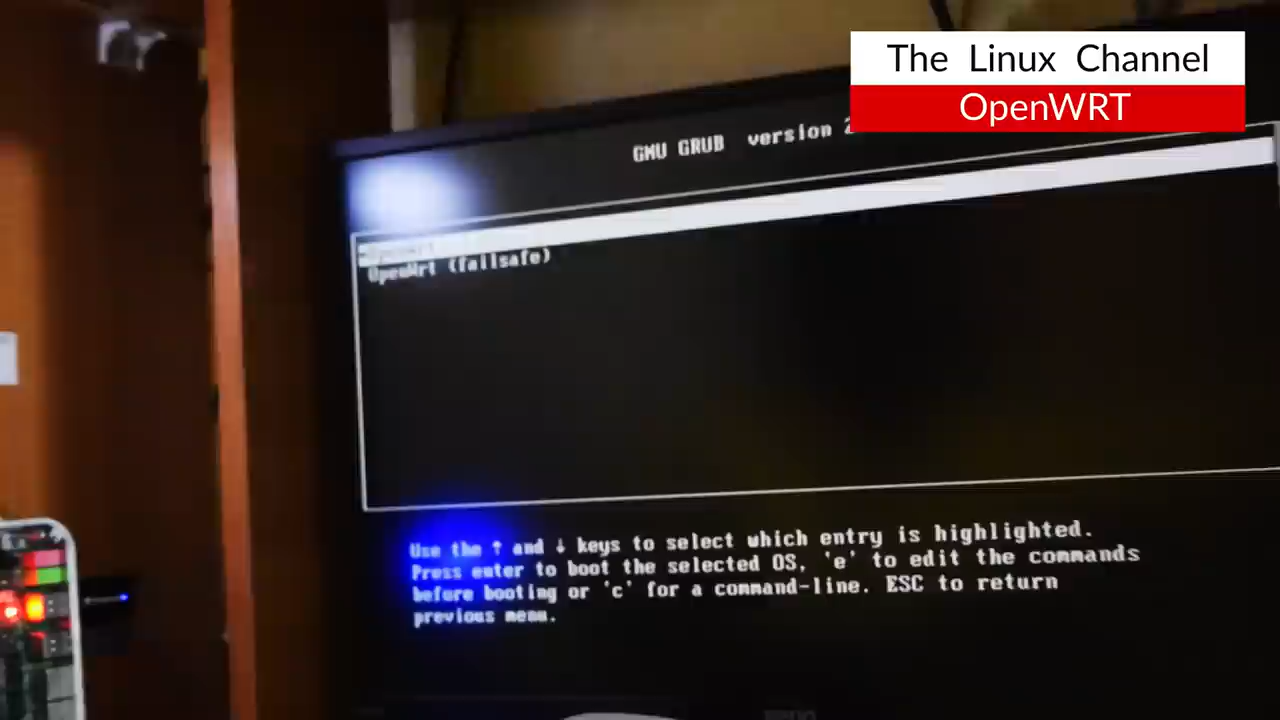 The Linux Channel
OpenWRT
GNU GRUB version
OpenWrt
OpenWrt (failsafe)
Use the ↑ and ↓ keys to select which entry is highlighted.
Press enter to boot the selected OS, 'e' to edit the commands
before booting or 'c' for a command-line. ESC to return
previous menu.